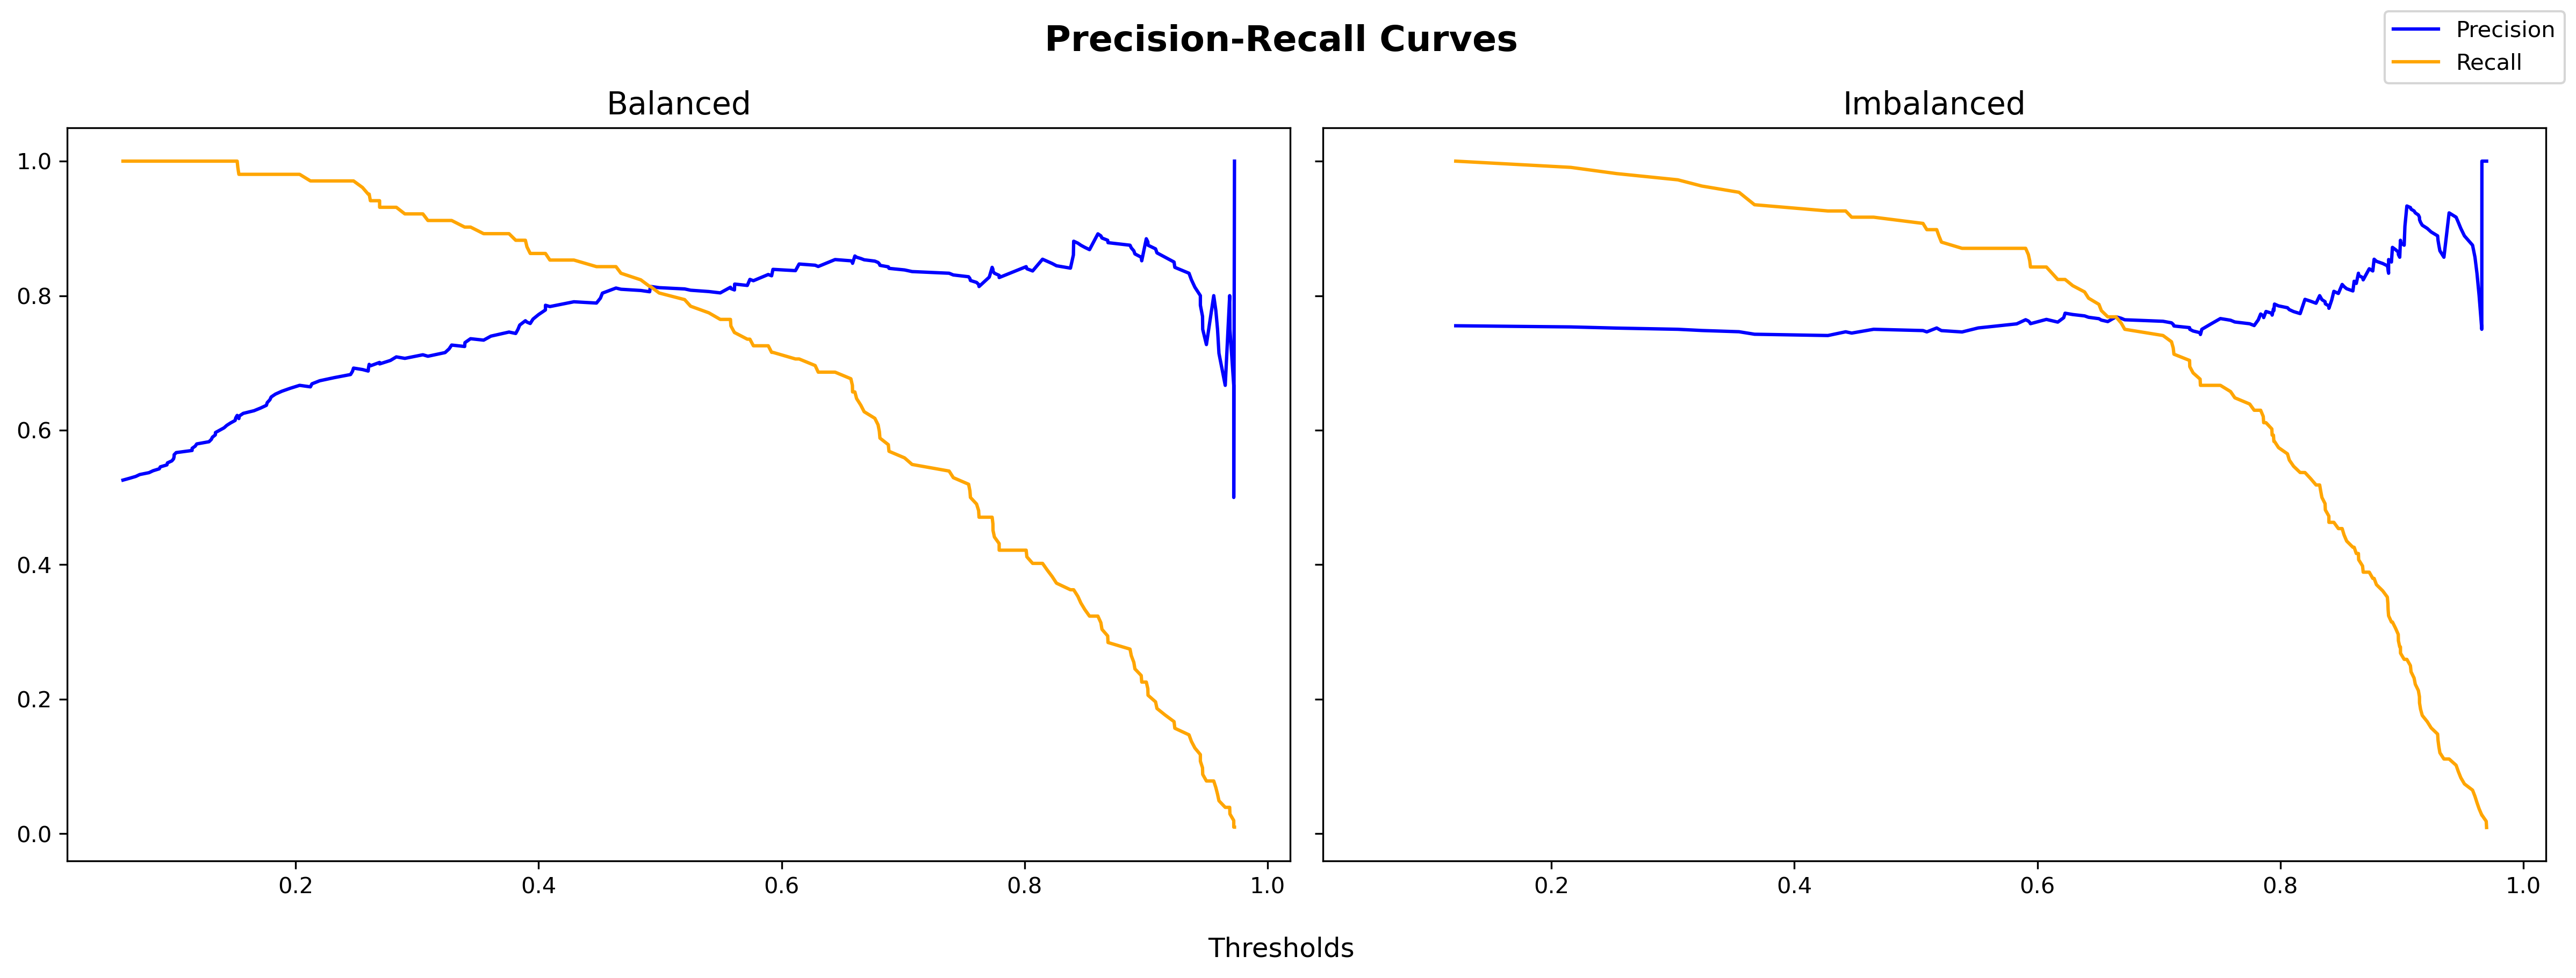 Precision-Recall Curves
Precision
Recall
Balanced
Imbalanced
1.0
0.8
0.6
0.4
0.2
0.0
0.2 0.4 0.6 0.8 1.0
0.2 0.4 0.6 0.8 1.0
Thresholds